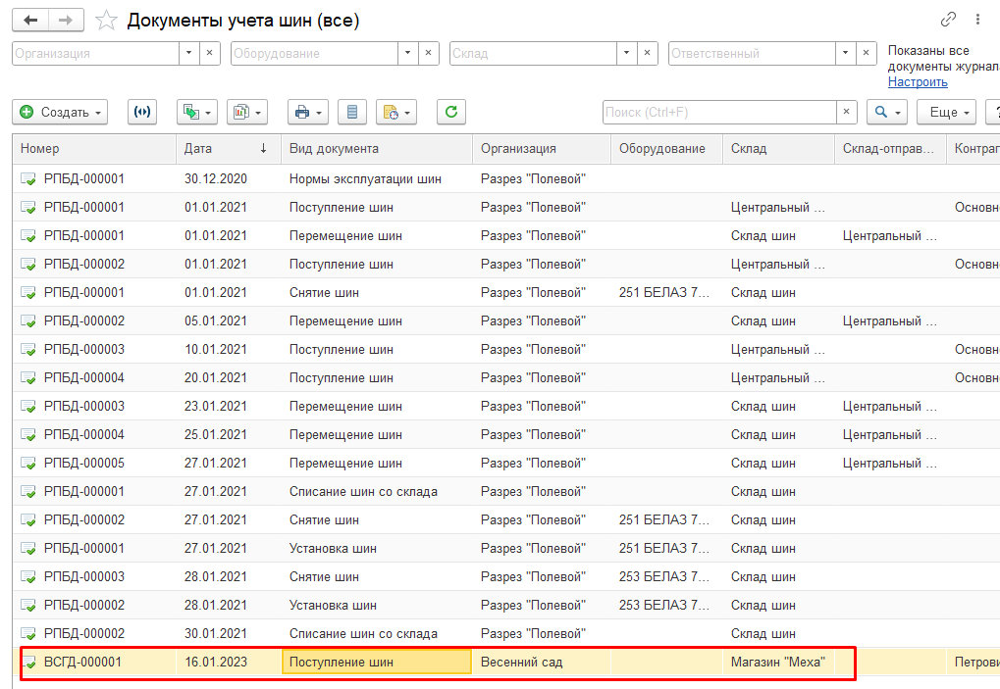 Документы учета шин (все)
Организация Оборудование Склад Ответственный Показаны все
документы журнал
Настроить
Создать Поиск (Ctrl+F) Еще ?
Номер Дата ↓ Вид документа Организация Оборудование Склад Склад-отправ... Контраг
РПБД-000001 30.12.2020 Нормы эксплуатации шин Разрез "Полевой"
РПБД-000001 01.01.2021 Поступление шин Разрез "Полевой" Центральный ... Основн
РПБД-000001 01.01.2021 Перемещение шин Разрез "Полевой" Склад шин Центральный ...
РПБД-000002 01.01.2021 Поступление шин Разрез "Полевой" Центральный ... Основн
РПБД-000001 01.01.2021 Снятие шин Разрез "Полевой" 251 БЕЛАЗ 7... Склад шин
РПБД-000002 05.01.2021 Перемещение шин Разрез "Полевой" Склад шин Центральный ...
РПБД-000003 10.01.2021 Поступление шин Разрез "Полевой" Центральный ... Основн
РПБД-000004 20.01.2021 Поступление шин Разрез "Полевой" Центральный ... Основн
РПБД-000003 23.01.2021 Перемещение шин Разрез "Полевой" Склад шин Центральный ...
РПБД-000004 25.01.2021 Перемещение шин Разрез "Полевой" Склад шин Центральный ...
РПБД-000005 27.01.2021 Перемещение шин Разрез "Полевой" Склад шин Центральный ...
РПБД-000001 27.01.2021 Списание шин со склада Разрез "Полевой" Склад шин
РПБД-000002 27.01.2021 Снятие шин Разрез "Полевой" 251 БЕЛАЗ 7... Склад шин
РПБД-000001 27.01.2021 Установка шин Разрез "Полевой" 251 БЕЛАЗ 7... Склад шин
РПБД-000003 28.01.2021 Снятие шин Разрез "Полевой" 253 БЕЛАЗ 7... Склад шин
РПБД-000002 28.01.2021 Установка шин Разрез "Полевой" 253 БЕЛАЗ 7... Склад шин
РПБД-000002 30.01.2021 Списание шин со склада Разрез "Полевой" Склад шин
ВСГД-000001 16.01.2023 Поступление шин Весенний сад Магазин "Меха" Петрови